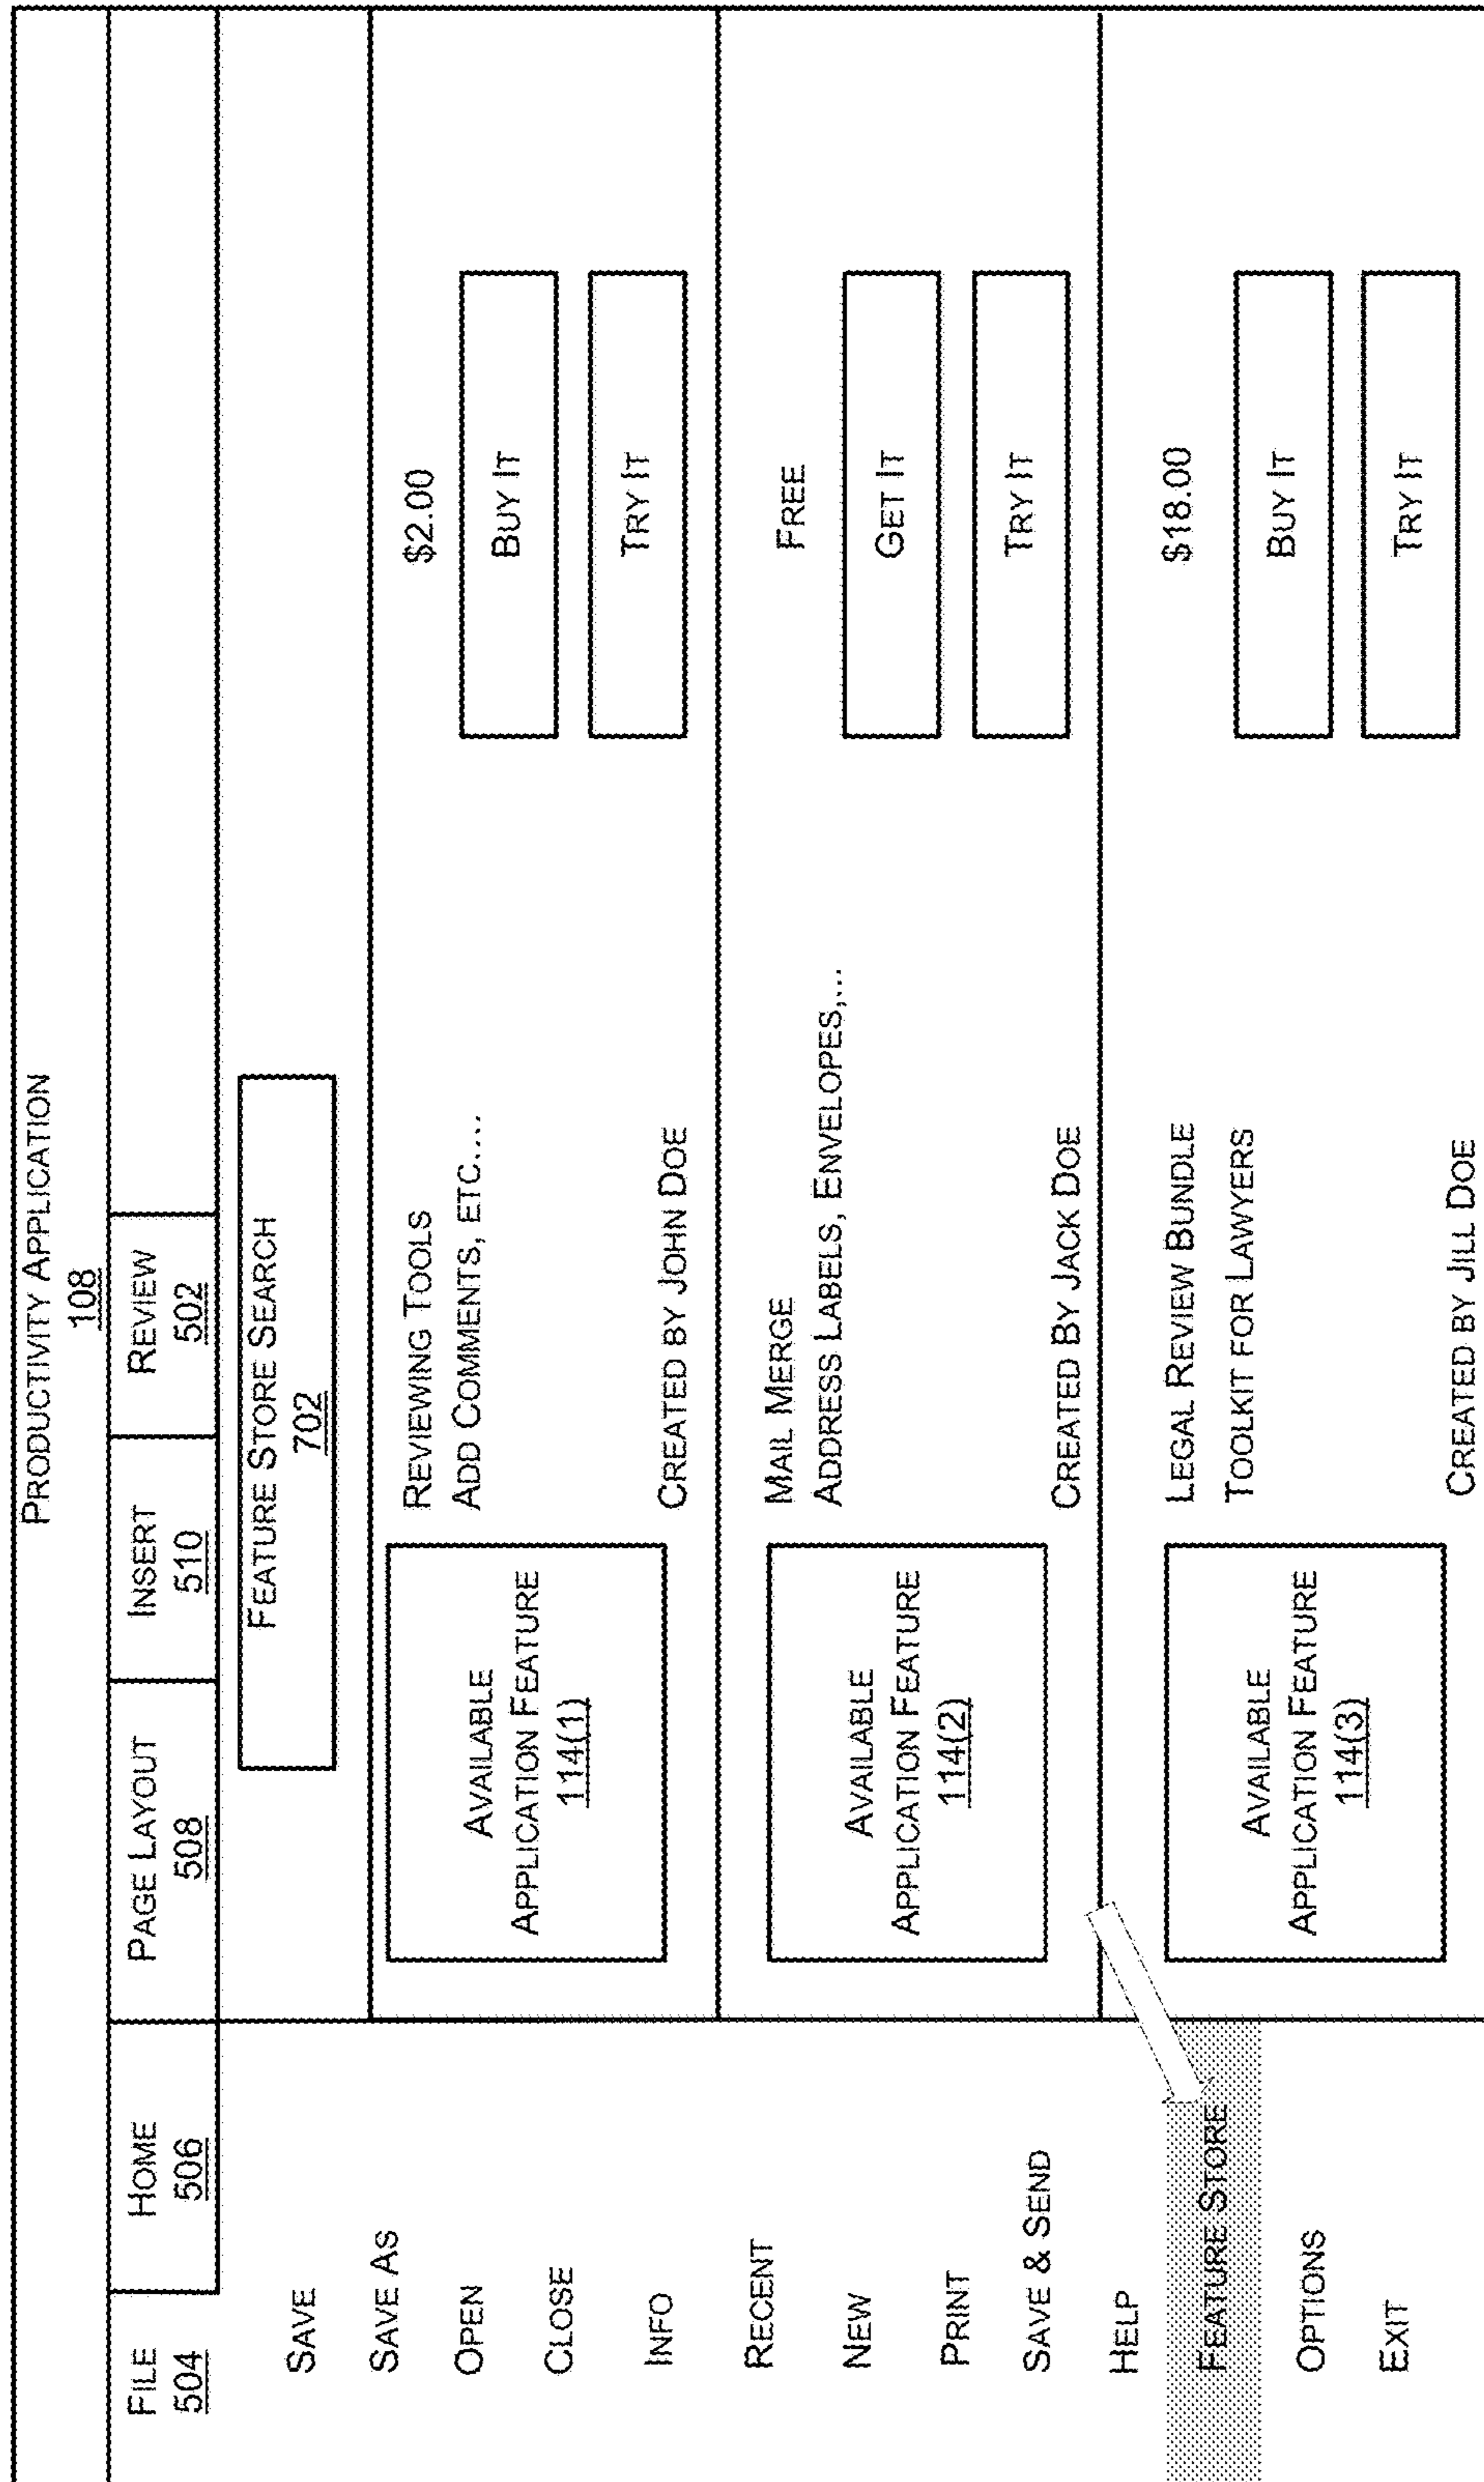 PRODUCTIVITY APPLICATION
108
FILE
504
HOME
506
PAGE LAYOUT
508
INSERT
510
REVIEW
502
SAVE
SAVE AS
OPEN
CLOSE
INFO
RECENT
NEW
PRINT
SAVE & SEND
HELP
FEATURE STORE
OPTIONS
EXIT
FEATURE STORE SEARCH
702
AVAILABLE
APPLICATION FEATURE
114(1)
REVIEWING TOOLS
ADD COMMENTS, ETC....
CREATED BY JOHN DOE
$2.00
BUY IT
TRY IT
AVAILABLE
APPLICATION FEATURE
114(2)
MAIL MERGE
ADDRESS LABELS, ENVELOPES,...
CREATED BY JACK DOE
FREE
GET IT
TRY IT
AVAILABLE
APPLICATION FEATURE
114(3)
LEGAL REVIEW BUNDLE
TOOLKIT FOR LAWYERS
CREATED BY JILL DOE
$18.00
BUY IT
TRY IT